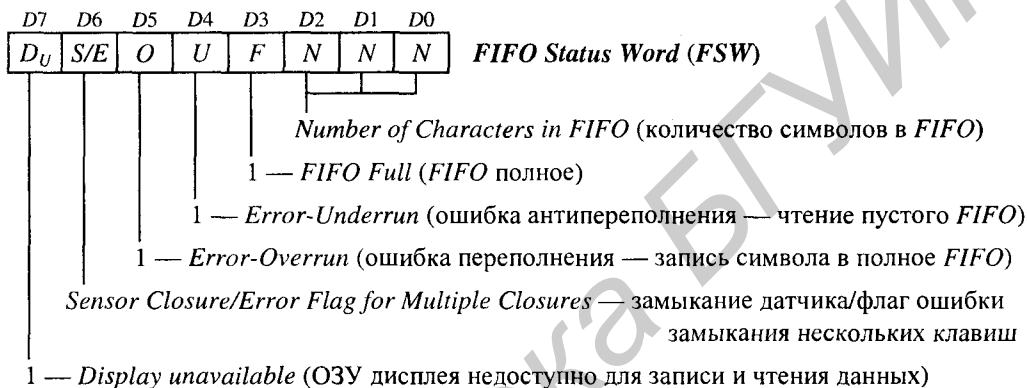 D7 D6 D5 D4 D3 D2 D1 D0
D_U S/E O U F N N N FIFO Status Word (FSW)
Number of Characters in FIFO (количество символов в FIFO)
1 — FIFO Full (FIFO полное)
1 — Error-Underrun (ошибка антипереполнения — чтение пустого FIFO)
1 — Error-Overrun (ошибка переполнения — запись символа в полное FIFO)
Sensor Closure/Error Flag for Multiple Closures — замыкание датчика/флаг ошибки
замыкания нескольких клавиш
1 — Display unavailable (ОЗУ дисплея недоступно для записи и чтения данных)